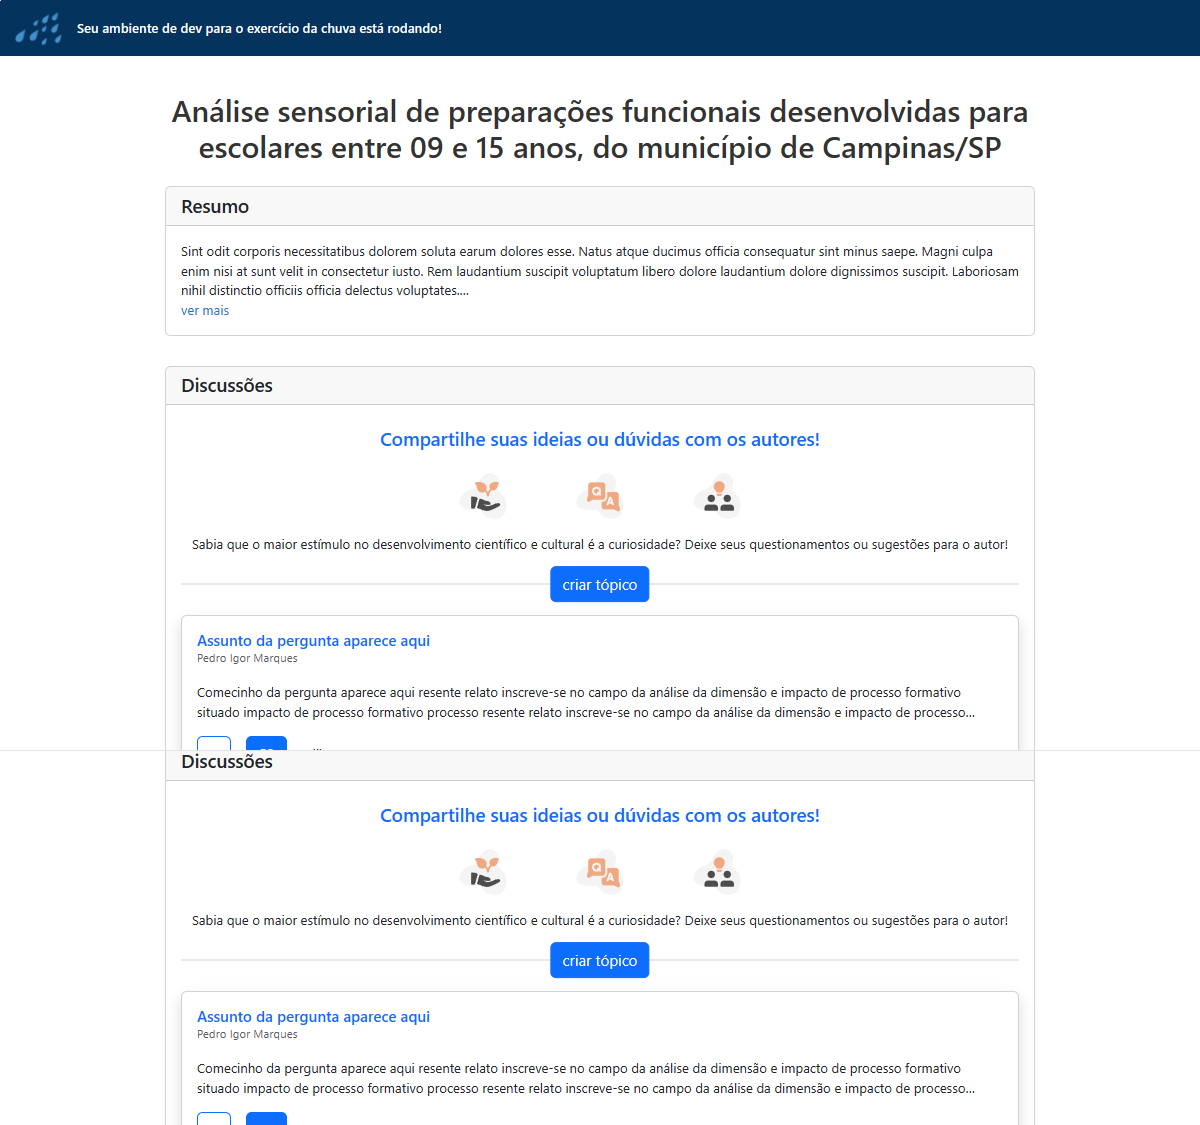 Seu ambiente de dev para o exercício da chuva está rodando!
Análise sensorial de preparações funcionais desenvolvidas para
escolares entre 09 e 15 anos, do município de Campinas/SP
Resumo
Sint odit corporis necessitatibus dolorem soluta earum dolores esse. Natus atque ducimus officia consequatur sint minus saepe. Magni culpa
enim nisi at sunt velit in consectetur iusto. Rem laudantium suscipit voluptatum libero dolore laudantium dolore dignissimos suscipit. Laboriosam
nihil distinctio officiis officia delectus voluptates....
ver mais
Discussões
Compartilhe suas ideias ou dúvidas com os autores!
Q
A
Sabia que o maior estímulo no desenvolvimento científico e cultural é a curiosidade? Deixe seus questionamentos ou sugestões para o autor!
criar tópico
Assunto da pergunta aparece aqui
Pedro Igor Marques
Comecinho da pergunta aparece aqui resente relato inscreve-se no campo da análise da dimensão e impacto de processo formativo
situado impacto de processo formativo processo resente relato inscreve-se no campo da análise da dimensão e impacto de processo...
Discussões
Compartilhe suas ideias ou dúvidas com os autores!
Q
A
Sabia que o maior estímulo no desenvolvimento científico e cultural é a curiosidade? Deixe seus questionamentos ou sugestões para o autor!
criar tópico
Assunto da pergunta aparece aqui
Pedro Igor Marques
Comecinho da pergunta aparece aqui resente relato inscreve-se no campo da análise da dimensão e impacto de processo formativo
situado impacto de processo formativo processo resente relato inscreve-se no campo da análise da dimensão e impacto de processo...